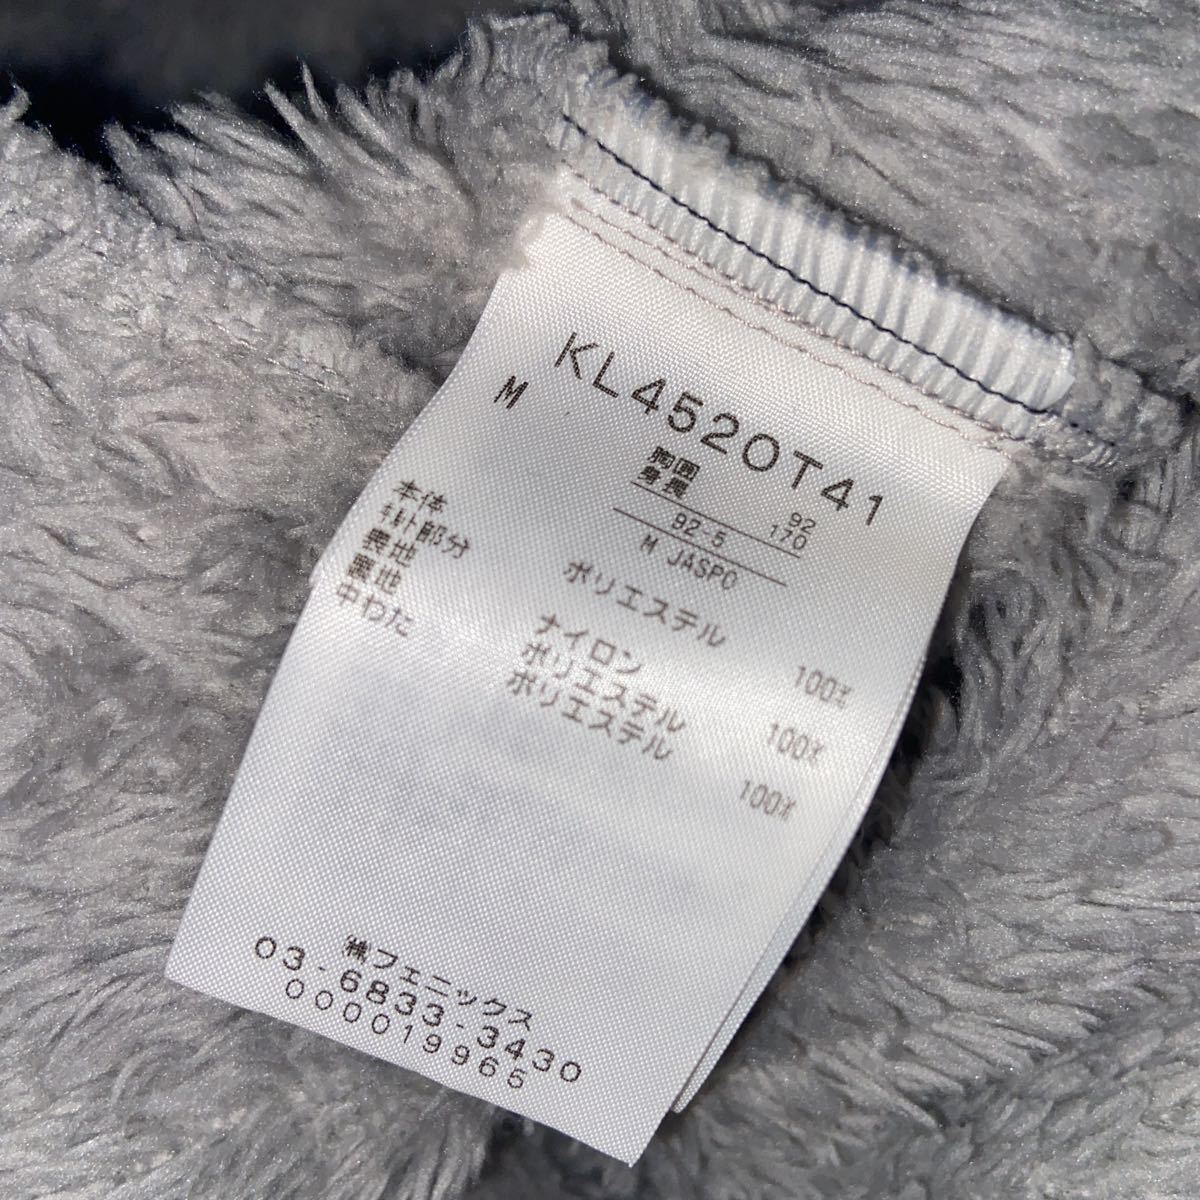 KL4520T41
M
胸囲 92
身長 170
92-5
M JASPO
本体 ポリエステル 100%
ｷﾙﾄ部分
表地 ナイロン 100%
裏地 ポリエステル
中わた ポリエステル 100%
㈱フェニックス
03-6833-3430
000019965